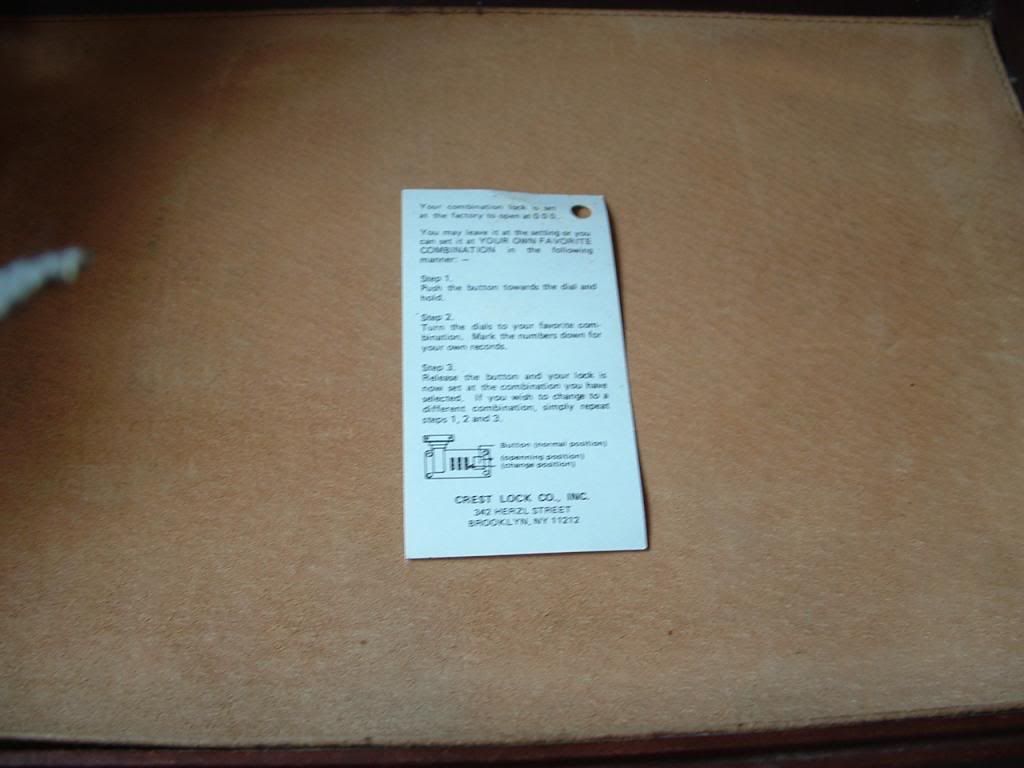 Your combination lock is set
at the factory to open at 0.0.0.
You may leave it at the setting or you
can set it at YOUR OWN FAVORITE
COMBINATION in the following
manner: —
Step 1.
Push the button towards the dial and
hold.
Step 2.
Turn the dials to your favorite com-
bination. Mark the numbers down for
your own records.
Step 3.
Release the button and your lock is
now set at the combination you have
selected. If you wish to change to a
different combination, simply repeat
steps 1, 2 and 3.
Button (normal position)
(openning position)
(change position)
CREST LOCK CO., INC.
342 HERZL STREET
BROOKLYN, NY 11212